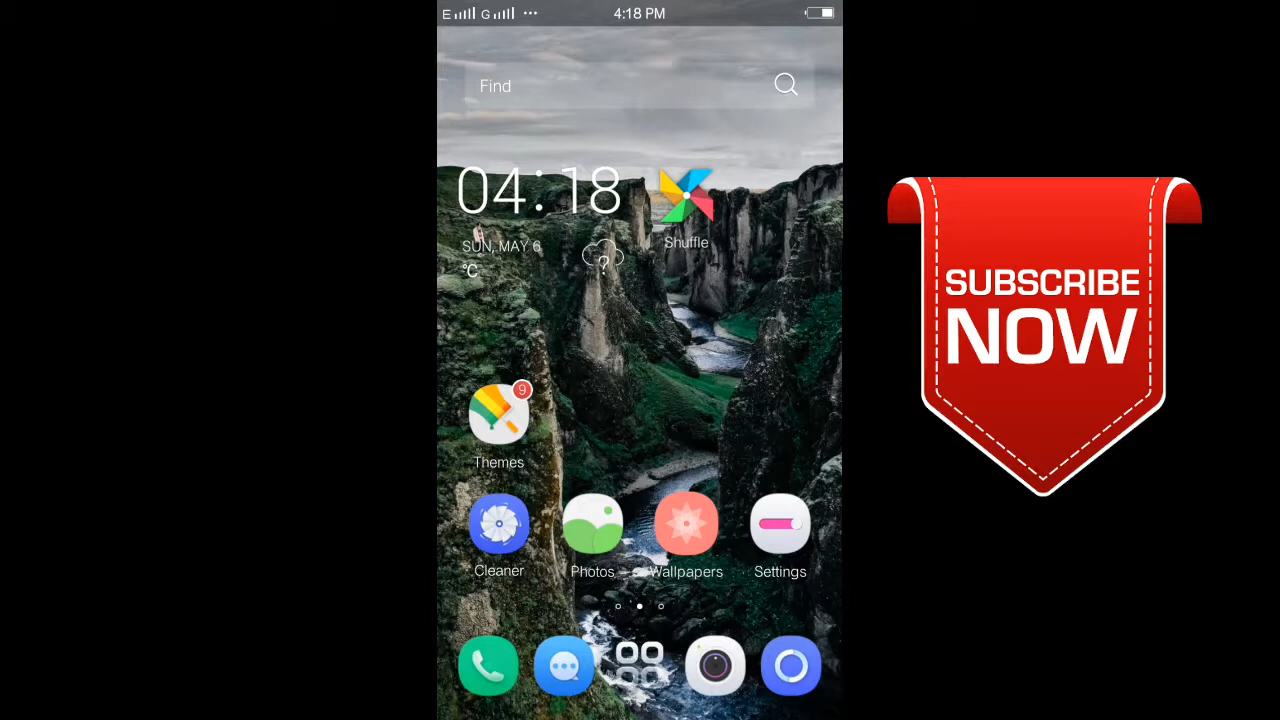 E G ••• 4:18 PM
Find
04:18
SUN, MAY 6
?
°C
Shuffle
9
Themes
Cleaner Photos Wallpapers Settings
SUBSCRIBE
NOW